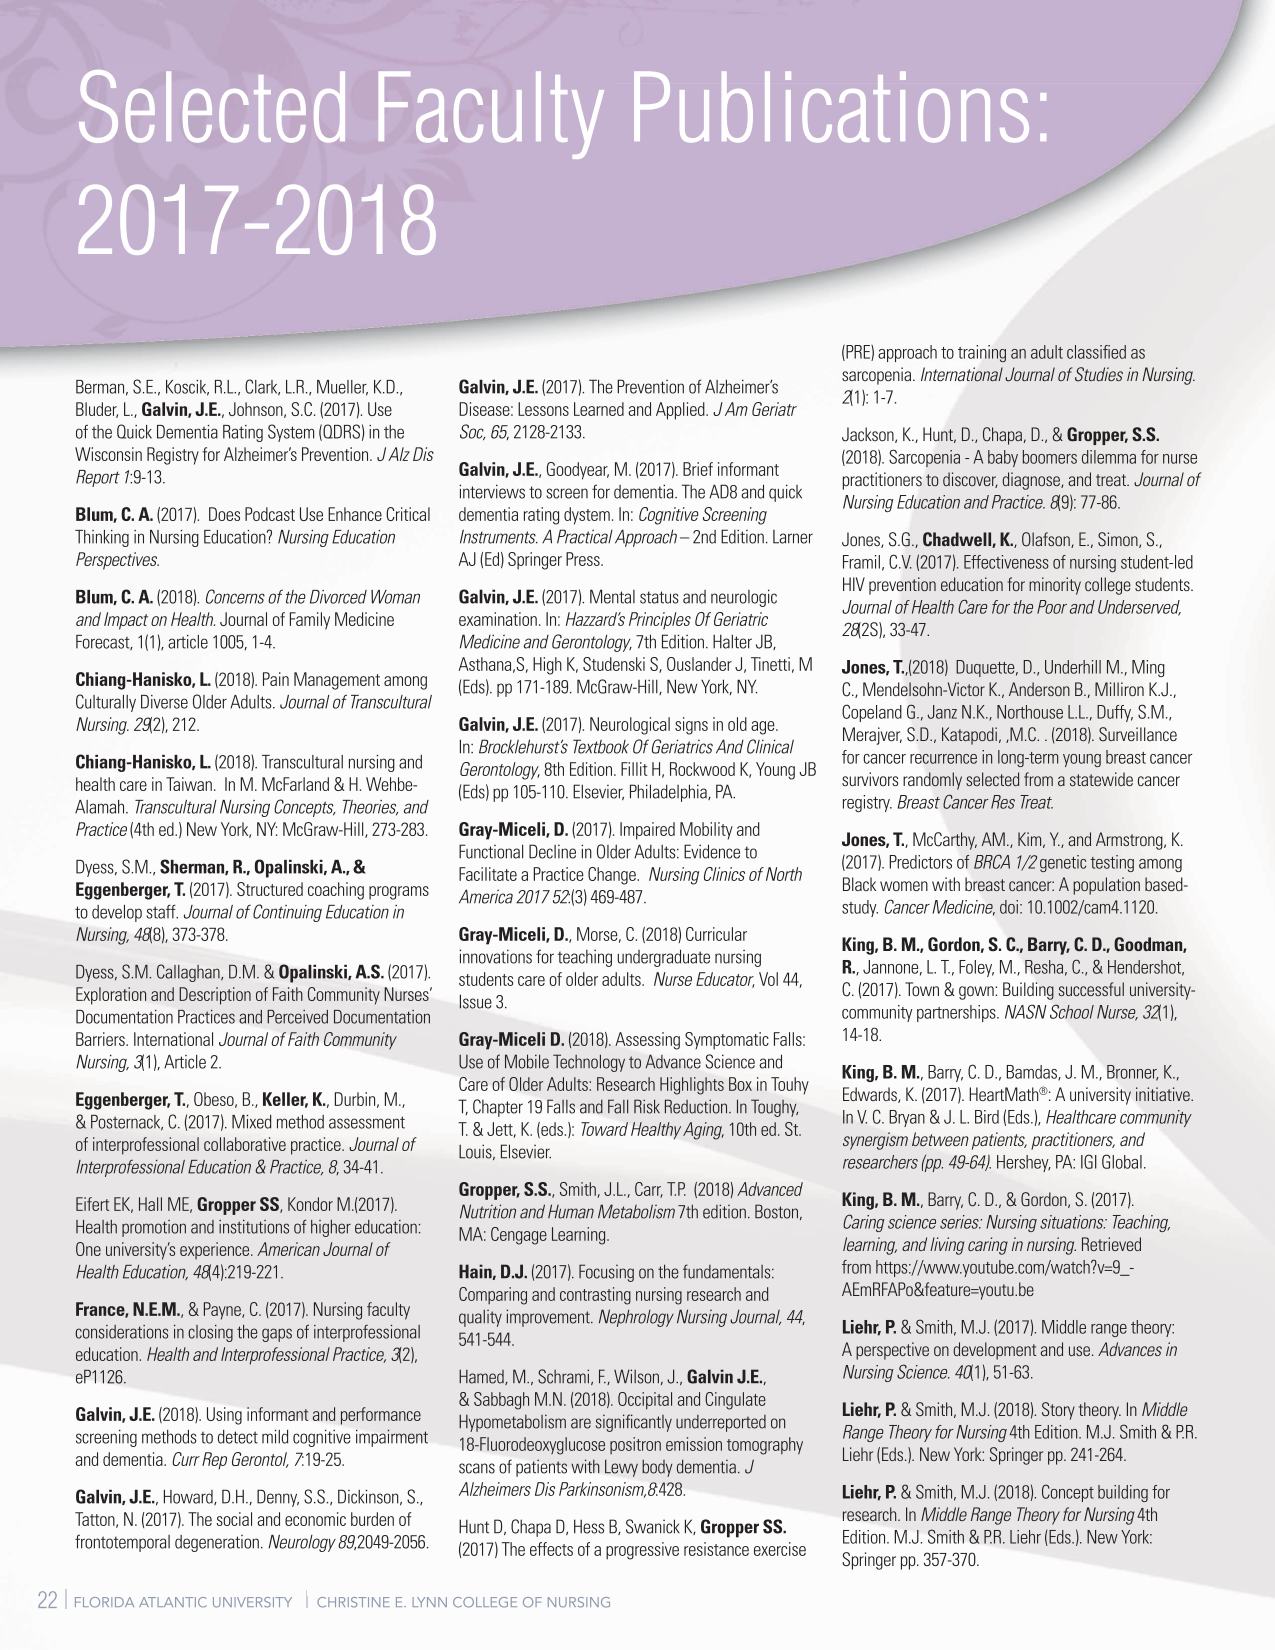 Selected Faculty Publications:
2017-2018
Berman, S.E., Koscik, R.L., Clark, L.R., Mueller, K.D.,
Bluder, L., Galvin, J.E., Johnson, S.C. (2017). Use
of the Quick Dementia Rating System (QDRS) in the
Wisconsin Registry for Alzheimer's Prevention. J Alz Dis
Report 1:9-13.
Blum, C. A. (2017). Does Podcast Use Enhance Critical
Thinking in Nursing Education? Nursing Education
Perspectives.
Blum, C. A. (2018). Concerns of the Divorced Woman
and Impact on Health. Journal of Family Medicine
Forecast, 1(1), article 1005, 1-4.
Chiang-Hanisko, L. (2018). Pain Management among
Culturally Diverse Older Adults. Journal of Transcultural
Nursing. 29(2), 212.
Chiang-Hanisko, L. (2018). Transcultural nursing and
health care in Taiwan. In M. McFarland & H. Wehbe-
Alamah. Transcultural Nursing Concepts, Theories, and
Practice (4th ed.) New York, NY: McGraw-Hill, 273-283.
Dyess, S.M., Sherman, R., Opalinski, A., &
Eggenberger, T. (2017). Structured coaching programs
to develop staff. Journal of Continuing Education in
Nursing, 48(8), 373-378.
Dyess, S.M. Callaghan, D.M. & Opalinski, A.S. (2017).
Exploration and Description of Faith Community Nurses'
Documentation Practices and Perceived Documentation
Barriers. International Journal of Faith Community
Nursing, 3(1), Article 2.
Eggenberger, T., Obeso, B., Keller, K., Durbin, M.,
& Posternack, C. (2017). Mixed method assessment
of interprofessional collaborative practice. Journal of
Interprofessional Education & Practice, 8, 34-41.
Eifert EK, Hall ME, Gropper SS, Kondor M.(2017).
Health promotion and institutions of higher education:
One university's experience. American Journal of
Health Education, 48(4):219-221.
France, N.E.M., & Payne, C. (2017). Nursing faculty
considerations in closing the gaps of interprofessional
education. Health and Interprofessional Practice, 3(2),
eP1126.
Galvin, J.E. (2018). Using informant and performance
screening methods to detect mild cognitive impairment
and dementia. Curr Rep Gerontol, 7:19-25.
Galvin, J.E., Howard, D.H., Denny, S.S., Dickinson, S.,
Tatton, N. (2017). The social and economic burden of
frontotemporal degeneration. Neurology 89,2049-2056.
Galvin, J.E. (2017). The Prevention of Alzheimer's
Disease: Lessons Learned and Applied. J Am Geriatr
Soc, 65, 2128-2133.
Galvin, J.E., Goodyear, M. (2017). Brief informant
interviews to screen for dementia. The AD8 and quick
dementia rating dystem. In: Cognitive Screening
Instruments. A Practical Approach – 2nd Edition. Larner
AJ (Ed) Springer Press.
Galvin, J.E. (2017). Mental status and neurologic
examination. In: Hazzard's Principles Of Geriatric
Medicine and Gerontology, 7th Edition. Halter JB,
Asthana,S, High K, Studenski S, Ouslander J, Tinetti, M
(Eds). pp 171-189. McGraw-Hill, New York, NY.
Galvin, J.E. (2017). Neurological signs in old age.
In: Brocklehurst's Textbook Of Geriatrics And Clinical
Gerontology, 8th Edition. Fillit H, Rockwood K, Young JB
(Eds) pp 105-110. Elsevier, Philadelphia, PA.
Gray-Miceli, D. (2017). Impaired Mobility and
Functional Decline in Older Adults: Evidence to
Facilitate a Practice Change. Nursing Clinics of North
America 2017 52:(3) 469-487.
Gray-Miceli, D., Morse, C. (2018) Curricular
innovations for teaching undergraduate nursing
students care of older adults. Nurse Educator, Vol 44,
Issue 3.
Gray-Miceli D. (2018). Assessing Symptomatic Falls:
Use of Mobile Technology to Advance Science and
Care of Older Adults: Research Highlights Box in Touhy
T, Chapter 19 Falls and Fall Risk Reduction. In Toughy,
T. & Jett, K. (eds.): Toward Healthy Aging, 10th ed. St.
Louis, Elsevier.
Gropper, S.S., Smith, J.L., Carr, T.P. (2018) Advanced
Nutrition and Human Metabolism 7th edition. Boston,
MA: Cengage Learning.
Hain, D.J. (2017). Focusing on the fundamentals:
Comparing and contrasting nursing research and
quality improvement. Nephrology Nursing Journal, 44,
541-544.
Hamed, M., Schrami, F., Wilson, J., Galvin J.E.,
& Sabbagh M.N. (2018). Occipital and Cingulate
Hypometabolism are significantly underreported on
18-Fluorodeoxyglucose positron emission tomography
scans of patients with Lewy body dementia. J
Alzheimers Dis Parkinsonism,8:428.
Hunt D, Chapa D, Hess B, Swanick K, Gropper SS.
(2017) The effects of a progressive resistance exercise
(PRE) approach to training an adult classified as
sarcopenia. International Journal of Studies in Nursing.
2(1): 1-7.
Jackson, K., Hunt, D., Chapa, D., & Gropper, S.S.
(2018). Sarcopenia - A baby boomers dilemma for nurse
practitioners to discover, diagnose, and treat. Journal of
Nursing Education and Practice. 8(9): 77-86.
Jones, S.G., Chadwell, K., Olafson, E., Simon, S.,
Framil, C.V. (2017). Effectiveness of nursing student-led
HIV prevention education for minority college students.
Journal of Health Care for the Poor and Underserved,
28(2S), 33-47.
Jones, T.,(2018) Duquette, D., Underhill M., Ming
C., Mendelsohn-Victor K., Anderson B., Milliron K.J.,
Copeland G., Janz N.K., Northouse L.L., Duffy, S.M.,
Merajver, S.D., Katapodi, ,M.C. . (2018). Surveillance
for cancer recurrence in long-term young breast cancer
survivors randomly selected from a statewide cancer
registry. Breast Cancer Res Treat.
Jones, T., McCarthy, AM., Kim, Y., and Armstrong, K.
(2017). Predictors of BRCA 1/2 genetic testing among
Black women with breast cancer: A population based-
study. Cancer Medicine, doi: 10.1002/cam4.1120.
King, B. M., Gordon, S. C., Barry, C. D., Goodman,
R., Jannone, L. T., Foley, M., Resha, C., & Hendershot,
C. (2017). Town & gown: Building successful university-
community partnerships. NASN School Nurse, 32(1),
14-18.
King, B. M., Barry, C. D., Bamdas, J. M., Bronner, K.,
Edwards, K. (2017). HeartMath®: A university initiative.
In V. C. Bryan & J. L. Bird (Eds.), Healthcare community
synergism between patients, practitioners, and
researchers (pp. 49-64). Hershey, PA: IGI Global.
King, B. M., Barry, C. D., & Gordon, S. (2017).
Caring science series: Nursing situations: Teaching,
learning, and living caring in nursing. Retrieved
from https://www.youtube.com/watch?v=9_-
AEmRFAPo&feature=youtu.be
Liehr, P. & Smith, M.J. (2017). Middle range theory:
A perspective on development and use. Advances in
Nursing Science. 40(1), 51-63.
Liehr, P. & Smith, M.J. (2018). Story theory. In Middle
Range Theory for Nursing 4th Edition. M.J. Smith & P.R.
Liehr (Eds.). New York: Springer pp. 241-264.
Liehr, P. & Smith, M.J. (2018). Concept building for
research. In Middle Range Theory for Nursing 4th
Edition. M.J. Smith & P.R. Liehr (Eds.). New York:
Springer pp. 357-370.
22 | FLORIDA ATLANTIC UNIVERSITY | CHRISTINE E. LYNN COLLEGE OF NURSING